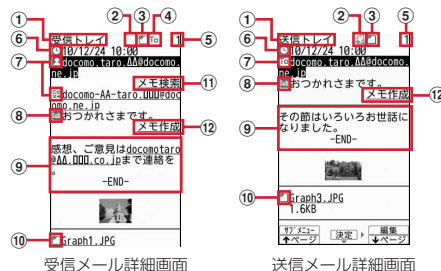 ① ② ③ ④
受信トレイ To 1 ⑤
⑥ 10/12/24 10:00
⑦ docomo.taro.ΔΔ@docomo.
ne.jp
メモ検索 ⑪
docomo-AA-taro.□□□@doc
omo.ne.jp
⑧ おつかれさまです。
メモ作成 ⑫
⑨ 感想、ご意見はdocomotaro
@ΔΔ.□□□.co.jpまで連絡を
。
-END-
⑩ Graph1.JPG
受信メール詳細画面
① ② ③
送信トレイ 1 ⑤
⑥ 10/12/24 10:00
⑦ TO docomo.taro.ΔΔ@docomo.
ne.jp
⑧ おつかれさまです。
メモ作成 ⑫
⑨ その節はいろいろお世話に
なりました。
-END-
⑩ Graph3.JPG
1.6KB
ｻﾌﾞﾒﾆｭｰ 決定 編集
↑ページ ↓ページ
送信メール詳細画面